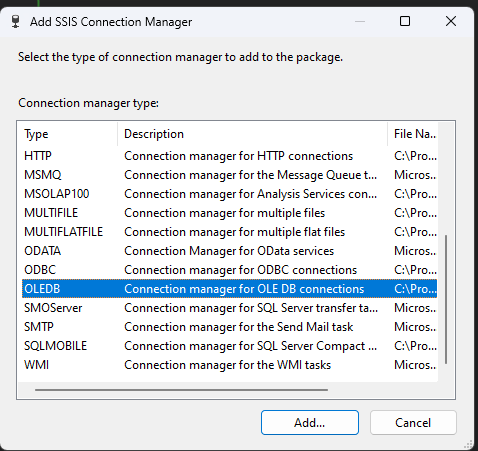 Add SSIS Connection Manager
Select the type of connection manager to add to the package.
Connection manager type:
Type Description File Na...
HTTP Connection manager for HTTP connections C:\Pro...
MSMQ Connection manager for the Message Queue t... Micros...
MSOLAP100 Connection manager for Analysis Services con... C:\Pro...
MULTIFILE Connection manager for multiple files C:\Pro...
MULTIFLATFILE Connection manager for multiple flat files C:\Pro...
ODATA Connection Manager for OData services Micros...
ODBC Connection manager for ODBC connections C:\Pro...
OLEDB Connection manager for OLE DB connections C:\Pro...
SMOServer Connection manager for SQL Server transfer ta... Micros...
SMTP Connection manager for the Send Mail task Micros...
SQLMOBILE Connection manager for SQL Server Compact ... C:\Pro...
WMI Connection manager for the WMI tasks Micros...
Add... Cancel